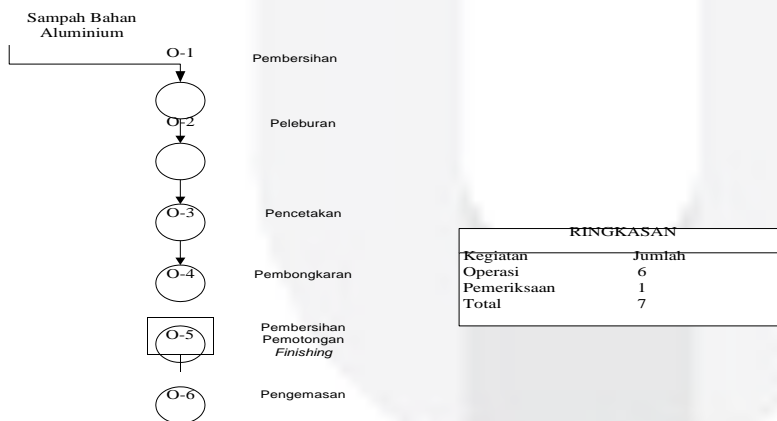 Sampah Bahan
Aluminium
O-1
Pembersihan
O-2
Peleburan
O-3
Pencetakan
O-4
Pembongkaran
O-5
Pembersihan
Pemotongan
Finishing
O-6
Pengemasan
RINGKASAN
Kegiatan Jumlah
Operasi 6
Pemeriksaan 1
Total 7